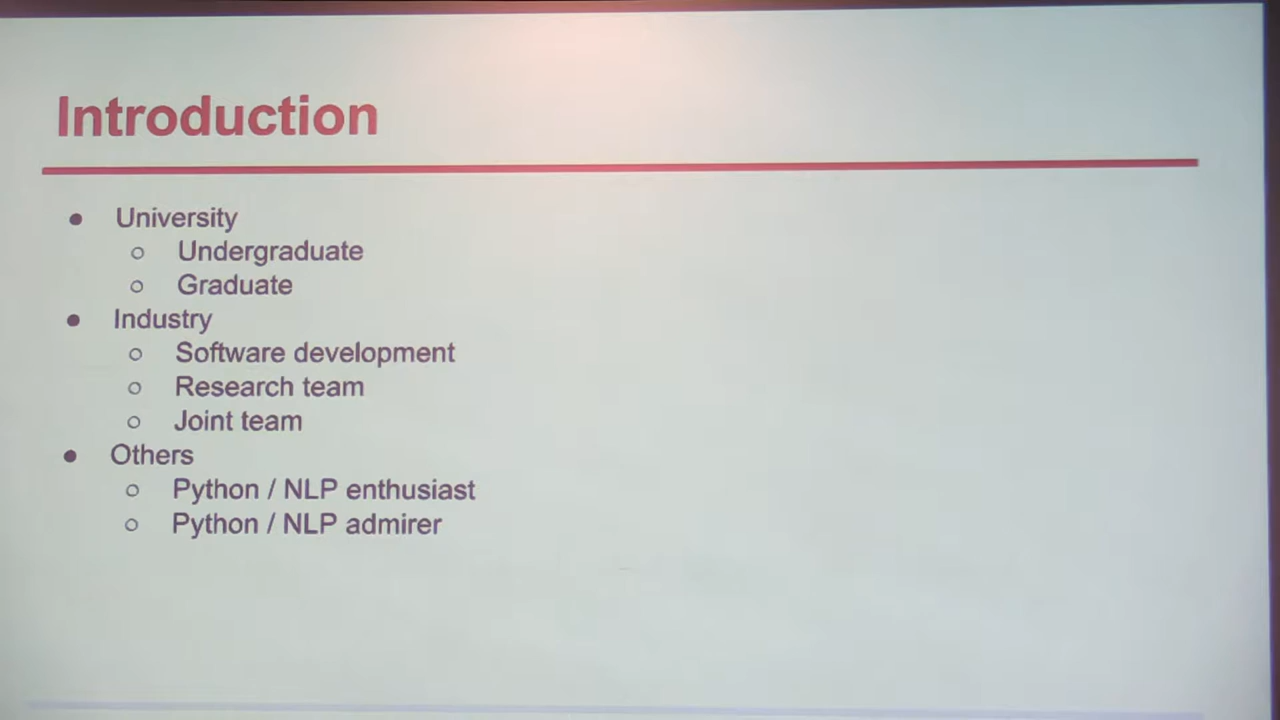 Introduction
● University
○ Undergraduate
○ Graduate
● Industry
○ Software development
○ Research team
○ Joint team
● Others
○ Python / NLP enthusiast
○ Python / NLP admirer